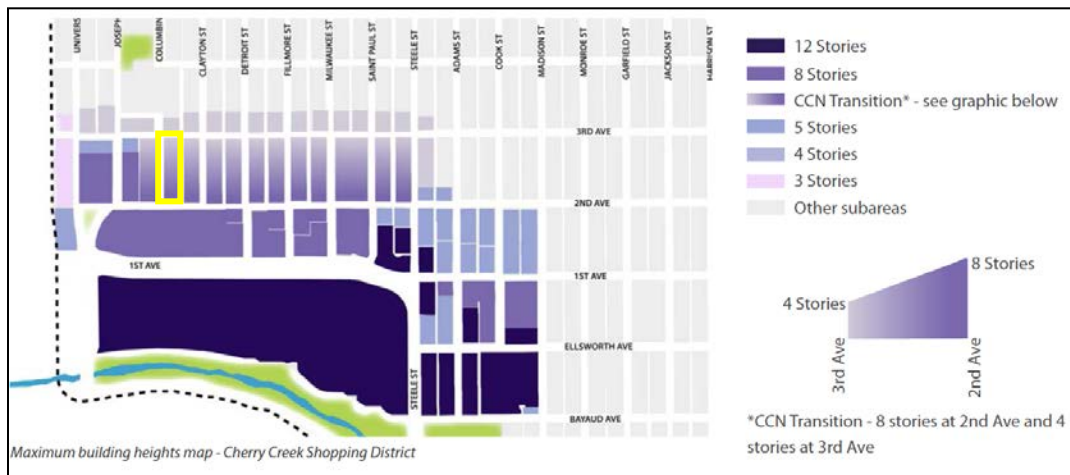 UNIVERS
JOSEPH
COLUMBIN
CLAYTON ST
DETROIT ST
FILLMORE ST
MILWAUKEE ST
SAINT PAUL ST
STEELE ST
ADAMS ST
COOK ST
MADISON ST
MONROE ST
GARFIELD ST
JACKSON ST
HARRISON ST
3RD AVE
2ND AVE
1ST AVE
1ST AVE
ELLSWORTH AVE
STEELE ST
BAYAUD AVE
Maximum building heights map - Cherry Creek Shopping District
12 Stories
8 Stories
CCN Transition* - see graphic below
5 Stories
4 Stories
3 Stories
Other subareas
8 Stories
4 Stories
3rd Ave
2nd Ave
*CCN Transition - 8 stories at 2nd Ave and 4
stories at 3rd Ave